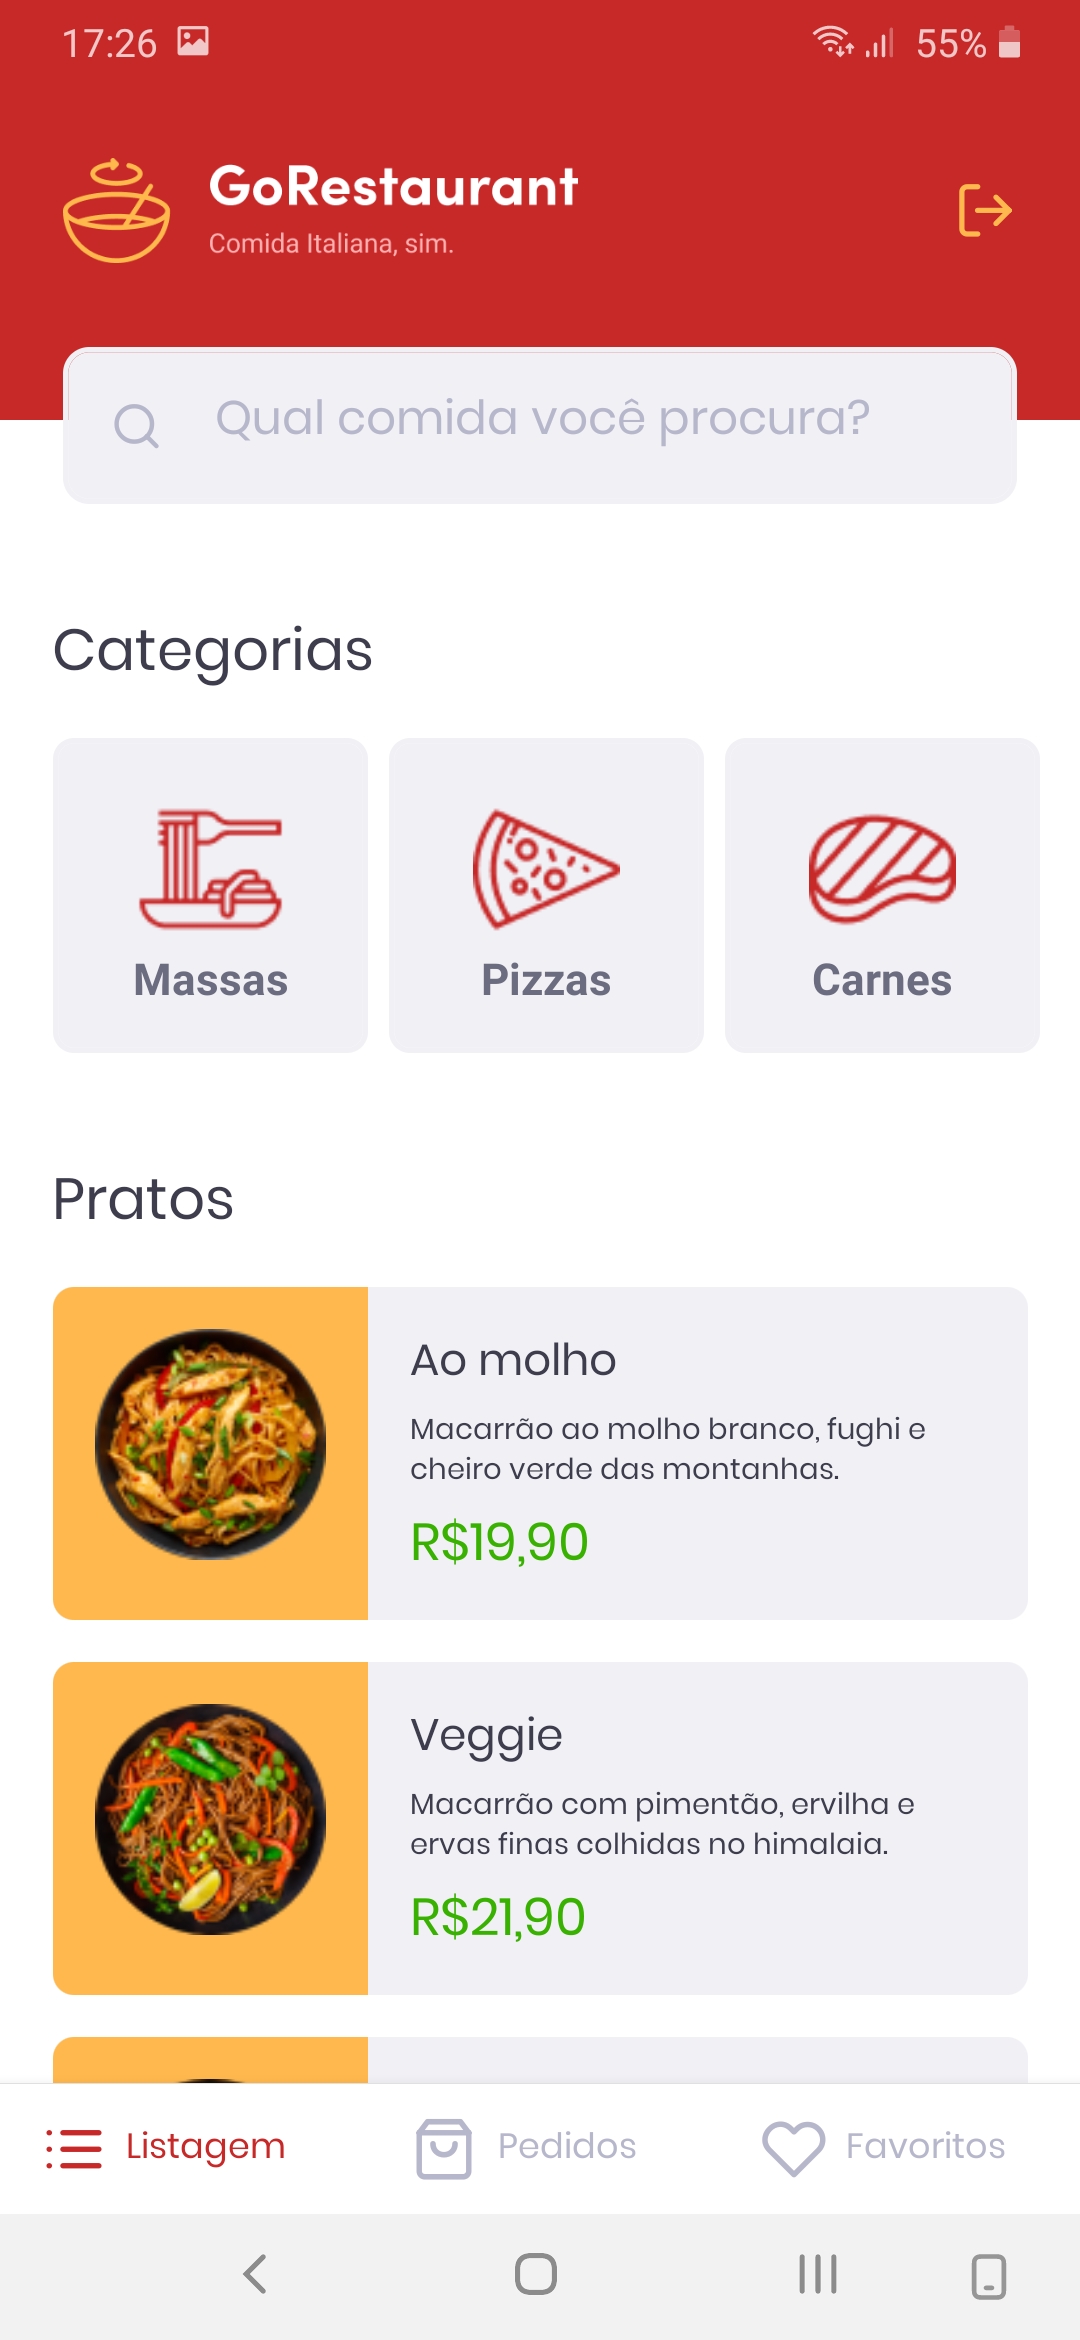 17:26
55%
GoRestaurant
Comida Italiana, sim.
Qual comida você procura?
Categorias
Massas
Pizzas
Carnes
Pratos
Ao molho
Macarrão ao molho branco, fughi e
cheiro verde das montanhas.
R$19,90
Veggie
Macarrão com pimentão, ervilha e
ervas finas colhidas no himalaia.
R$21,90
Listagem
Pedidos
Favoritos